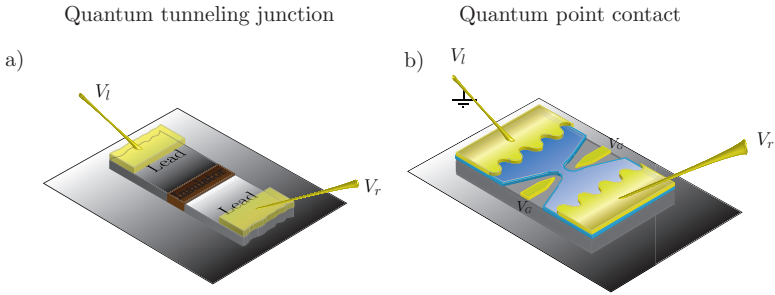 Quantum tunneling junction
Quantum point contact
a)
b)
V_l
V_l
Lead
Lead
V_r
V_G
V_G
V_r